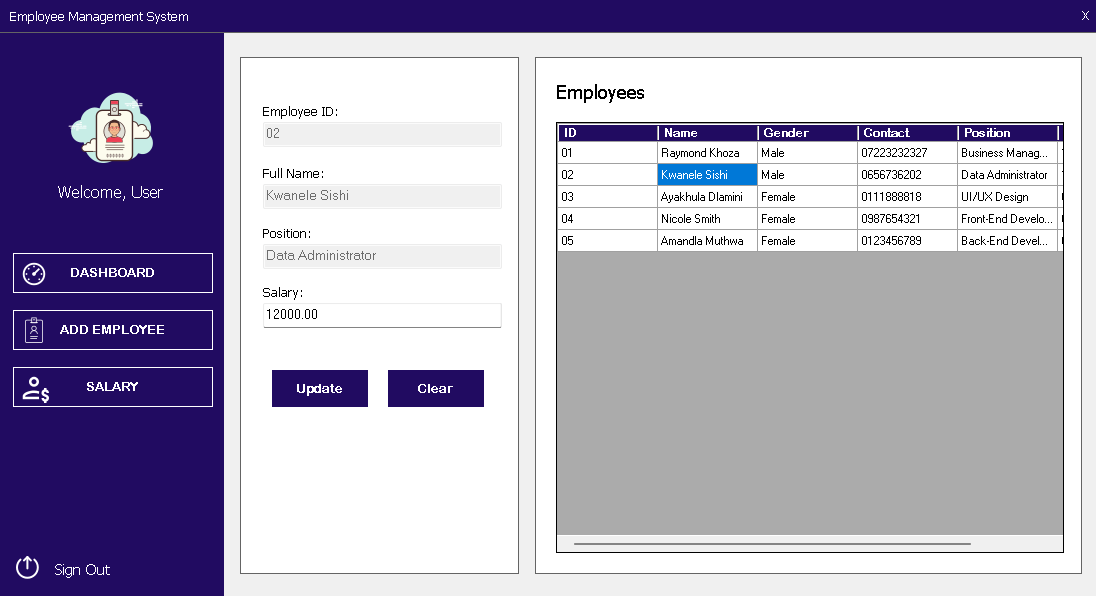 Employee Management System X
Welcome, User
DASHBOARD
ADD EMPLOYEE
SALARY
Sign Out
Employee ID:
02
Full Name:
Kwanele Sishi
Position:
Data Administrator
Salary:
12000.00
Update Clear
Employees
ID Name Gender Contact Position
01 Raymond Khoza Male 07223232327 Business Manag...
02 Kwanele Sishi Male 0656736202 Data Administrator
03 Ayakhula Dlamini Female 0111888818 UI/UX Design
04 Nicole Smith Female 0987654321 Front-End Develo...
05 Amandla Muthwa Female 0123456789 Back-End Devel...